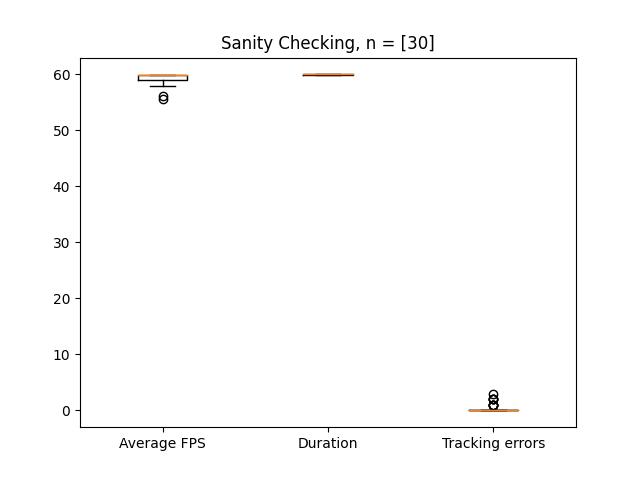 Sanity Checking, n = [30]
60
50
40
30
20
10
0
Average FPS
Duration
Tracking errors